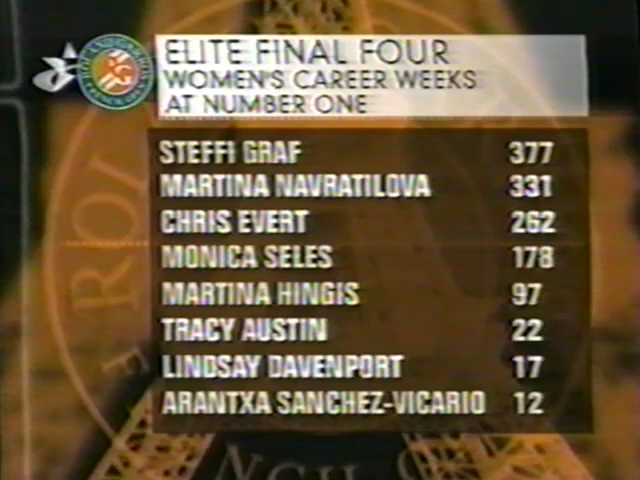 ELITE FINAL FOUR
WOMEN'S CAREER WEEKS
AT NUMBER ONE
STEFFI GRAF 377
MARTINA NAVRATILOVA 331
CHRIS EVERT 262
MONICA SELES 178
MARTINA HINGIS 97
TRACY AUSTIN 22
LINDSAY DAVENPORT 17
ARANTXA SANCHEZ-VICARIO 12